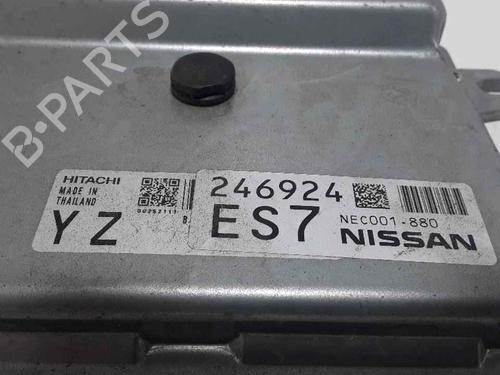 HITACHI
MADE IN
THAILAND
YZ
246924
ES7
NEC001-880
NISSAN
B-Parts